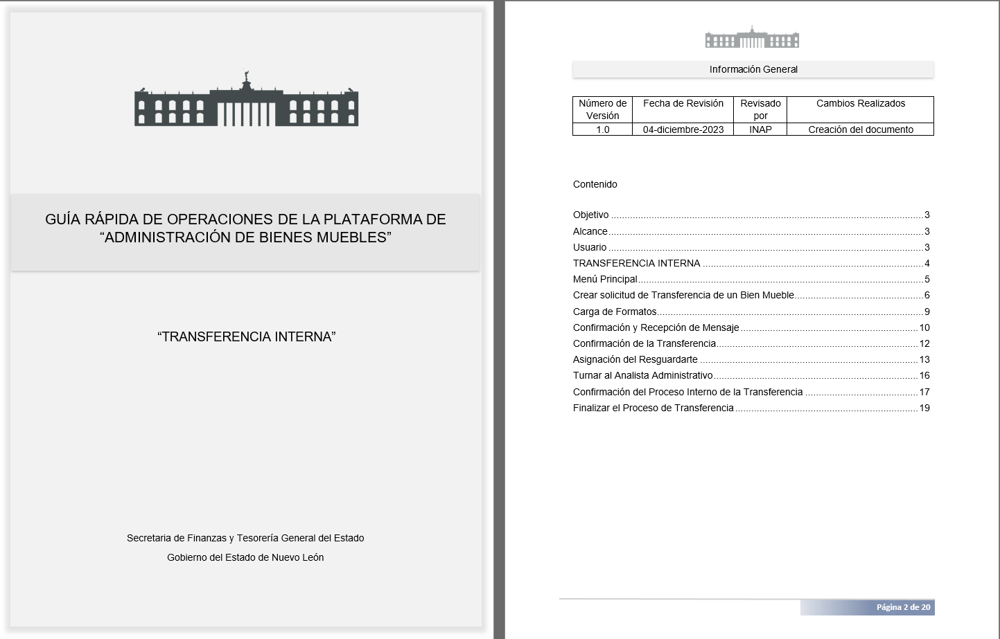 GUÍA RÁPIDA DE OPERACIONES DE LA PLATAFORMA DE
“ADMINISTRACIÓN DE BIENES MUEBLES”
“TRANSFERENCIA INTERNA”
Secretaria de Finanzas y Tesorería General del Estado
Gobierno del Estado de Nuevo León
Información General
Número de Versión Fecha de Revisión Revisado por Cambios Realizados
1.0 04-diciembre-2023 INAP Creación del documento
Contenido
Objetivo 3
Alcance 3
Usuario 3
TRANSFERENCIA INTERNA 4
Menú Principal 5
Crear solicitud de Transferencia de un Bien Mueble 6
Carga de Formatos 9
Confirmación y Recepción de Mensaje 10
Confirmación de la Transferencia 12
Asignación del Resguardarte 13
Turnar al Analista Administrativo 16
Confirmación del Proceso Interno de la Transferencia 17
Finalizar el Proceso de Transferencia 19
Página 2 de 20